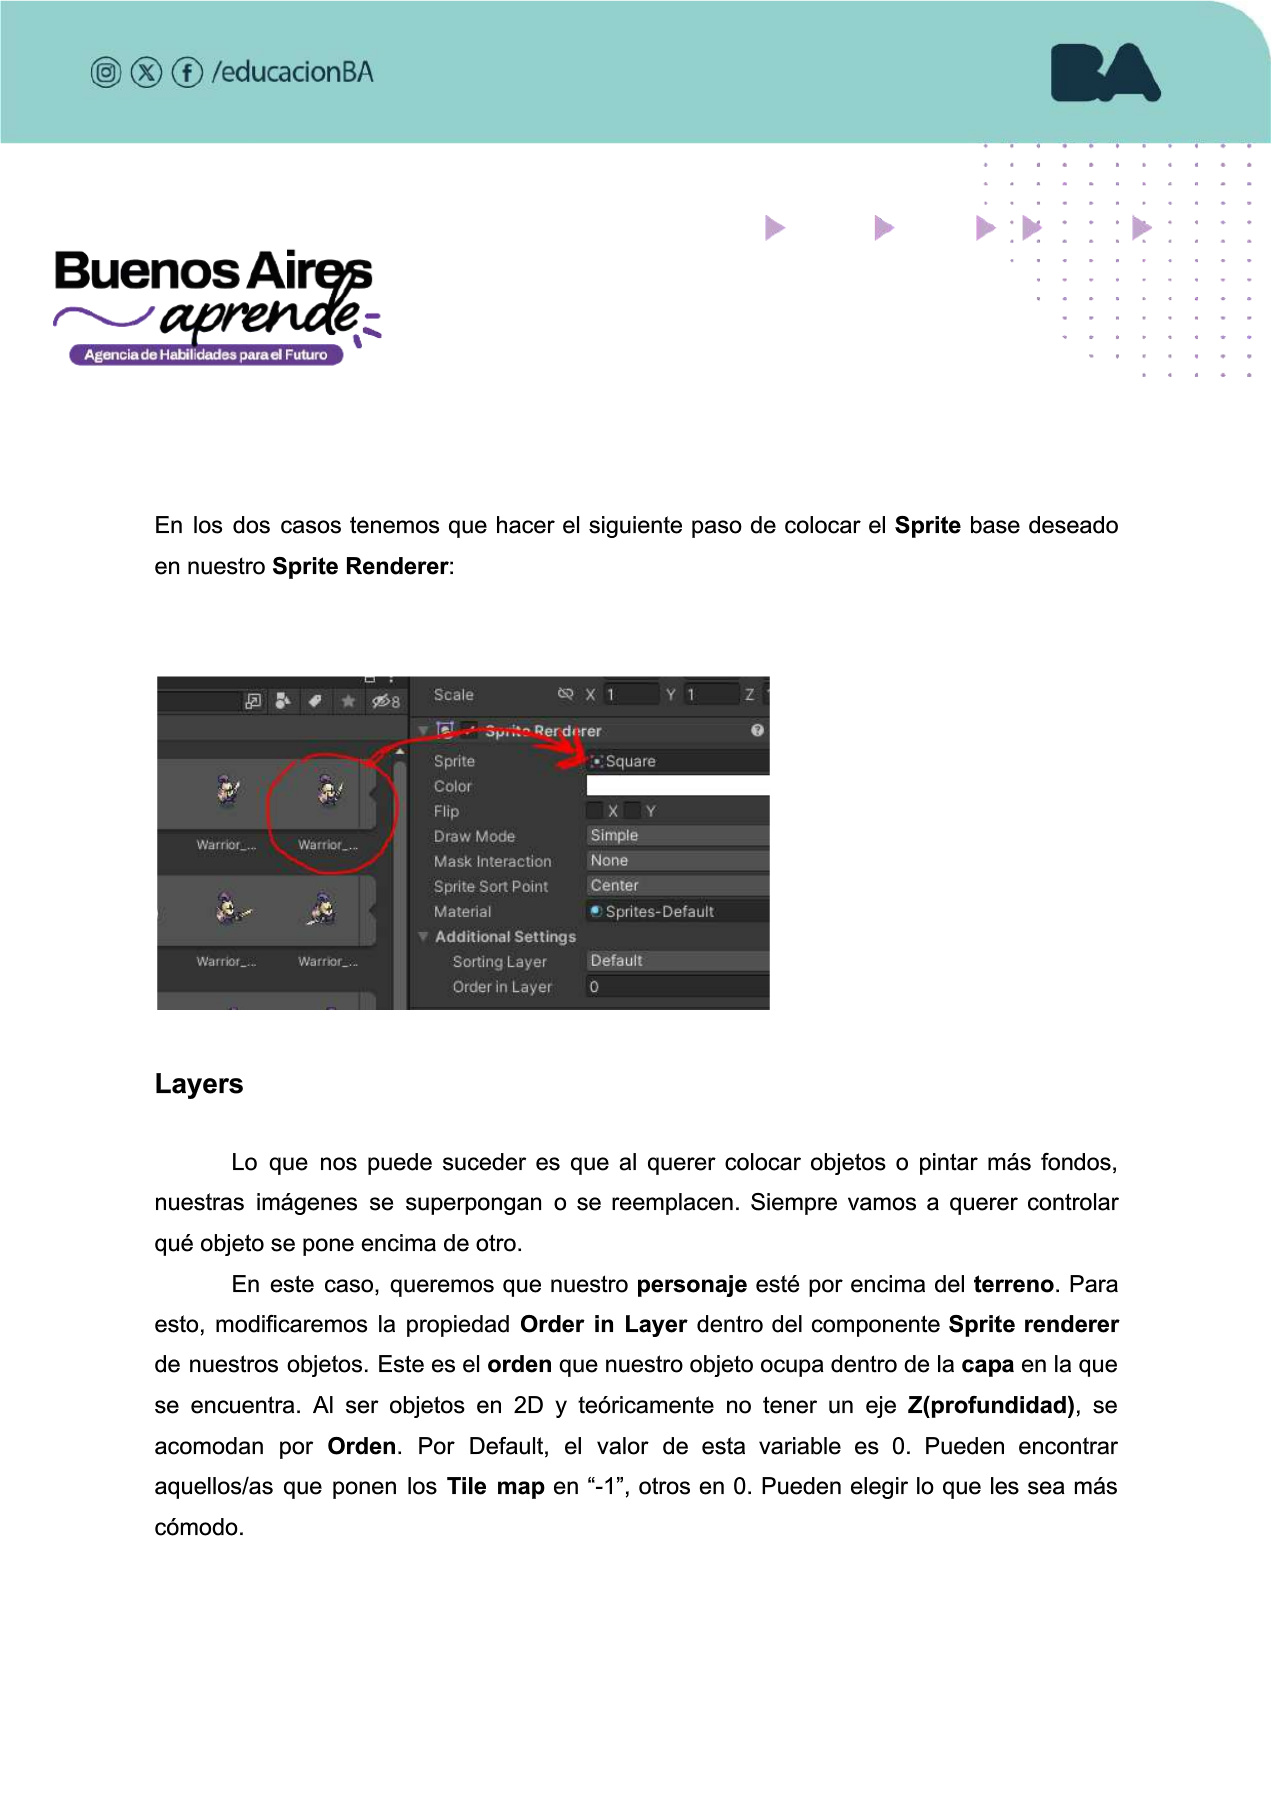 /educacionBA
BA
Buenos Aires
aprende
Agencia de Habilidades para el Futuro
En los dos casos tenemos que hacer el siguiente paso de colocar el Sprite base deseado
en nuestro Sprite Renderer:
8
Warrior_...
Warrior_...
Warrior_...
Warrior_...
Scale X 1 Y 1 Z
Sprite Renderer
Sprite Square
Color
Flip X Y
Draw Mode Simple
Mask Interaction None
Sprite Sort Point Center
Material Sprites-Default
Additional Settings
Sorting Layer Default
Order in Layer 0
Layers
Lo que nos puede suceder es que al querer colocar objetos o pintar más fondos,
nuestras imágenes se superpongan o se reemplacen. Siempre vamos a querer controlar
qué objeto se pone encima de otro.
En este caso, queremos que nuestro personaje esté por encima del terreno. Para
esto, modificaremos la propiedad Order in Layer dentro del componente Sprite renderer
de nuestros objetos. Este es el orden que nuestro objeto ocupa dentro de la capa en la que
se encuentra. Al ser objetos en 2D y teóricamente no tener un eje Z(profundidad), se
acomodan por Orden. Por Default, el valor de esta variable es 0. Pueden encontrar
aquellos/as que ponen los Tile map en “-1”, otros en 0. Pueden elegir lo que les sea más
cómodo.